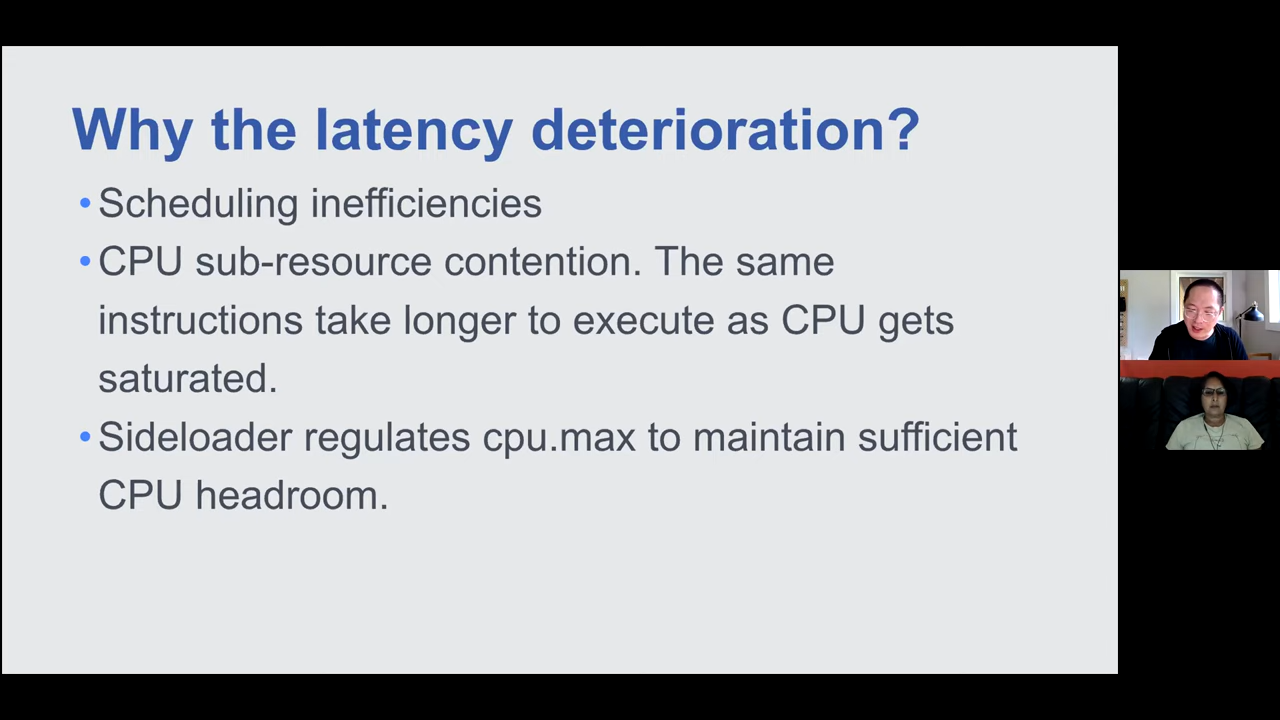 Why the latency deterioration?
• Scheduling inefficiencies
• CPU sub-resource contention. The same
instructions take longer to execute as CPU gets
saturated.
• Sideloader regulates cpu.max to maintain sufficient
CPU headroom.